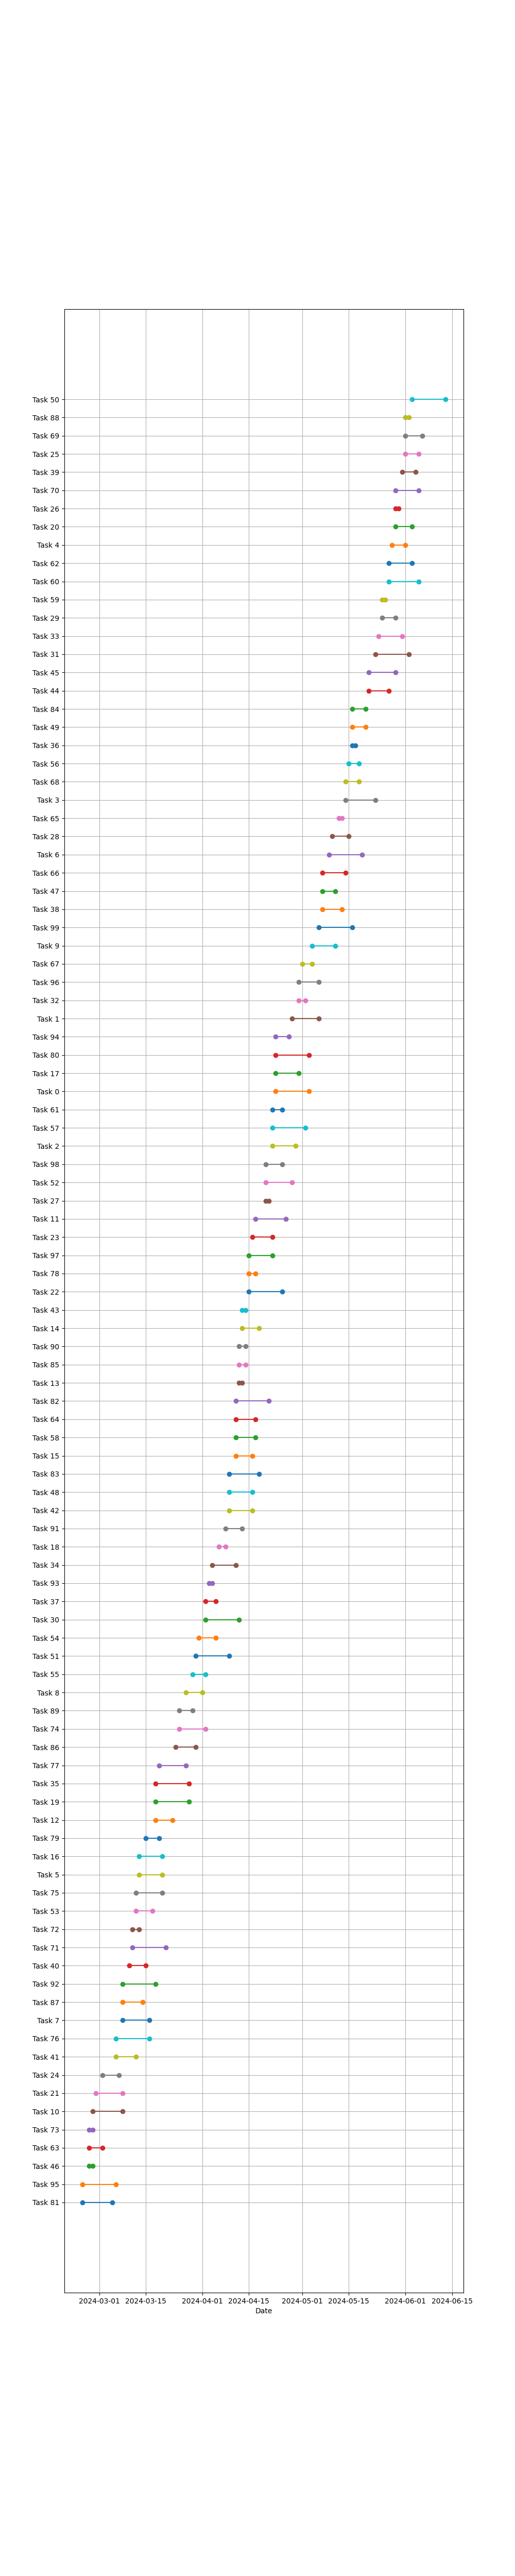 Task 50
Task 88
Task 69
Task 25
Task 39
Task 70
Task 26
Task 20
Task 4
Task 62
Task 60
Task 59
Task 29
Task 33
Task 31
Task 45
Task 44
Task 84
Task 49
Task 36
Task 56
Task 68
Task 3
Task 65
Task 28
Task 6
Task 66
Task 47
Task 38
Task 99
Task 9
Task 67
Task 96
Task 32
Task 1
Task 94
Task 80
Task 17
Task 0
Task 61
Task 57
Task 2
Task 98
Task 52
Task 27
Task 11
Task 23
Task 97
Task 78
Task 22
Task 43
Task 14
Task 90
Task 85
Task 13
Task 82
Task 64
Task 58
Task 15
Task 83
Task 48
Task 42
Task 91
Task 18
Task 34
Task 93
Task 37
Task 30
Task 54
Task 51
Task 55
Task 8
Task 89
Task 74
Task 86
Task 77
Task 35
Task 19
Task 12
Task 79
Task 16
Task 5
Task 75
Task 53
Task 72
Task 71
Task 40
Task 92
Task 87
Task 7
Task 76
Task 41
Task 24
Task 21
Task 10
Task 73
Task 63
Task 46
Task 95
Task 81
2024-03-01 2024-03-15 2024-04-01 2024-04-15 2024-05-01 2024-05-15 2024-06-01 2024-06-15
Date